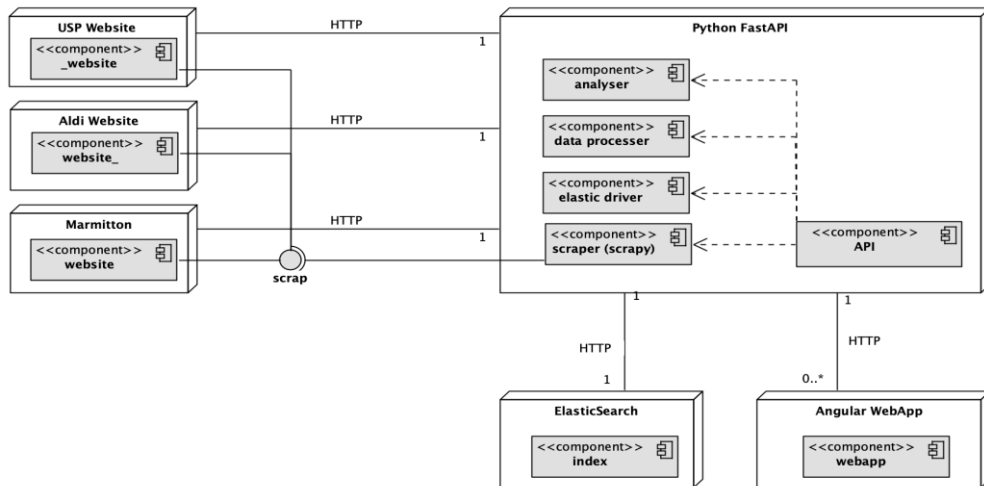 USP Website
<<component>>
_website
Aldi Website
<<component>>
website_
Marmitton
<<component>>
website
HTTP
1
HTTP
1
HTTP
1
scrap
Python FastAPI
<<component>>
analyser
<<component>>
data processer
<<component>>
elastic driver
<<component>>
scraper (scrapy)
<<component>>
API
1
HTTP
1
1
HTTP
0..*
ElasticSearch
<<component>>
index
Angular WebApp
<<component>>
webapp